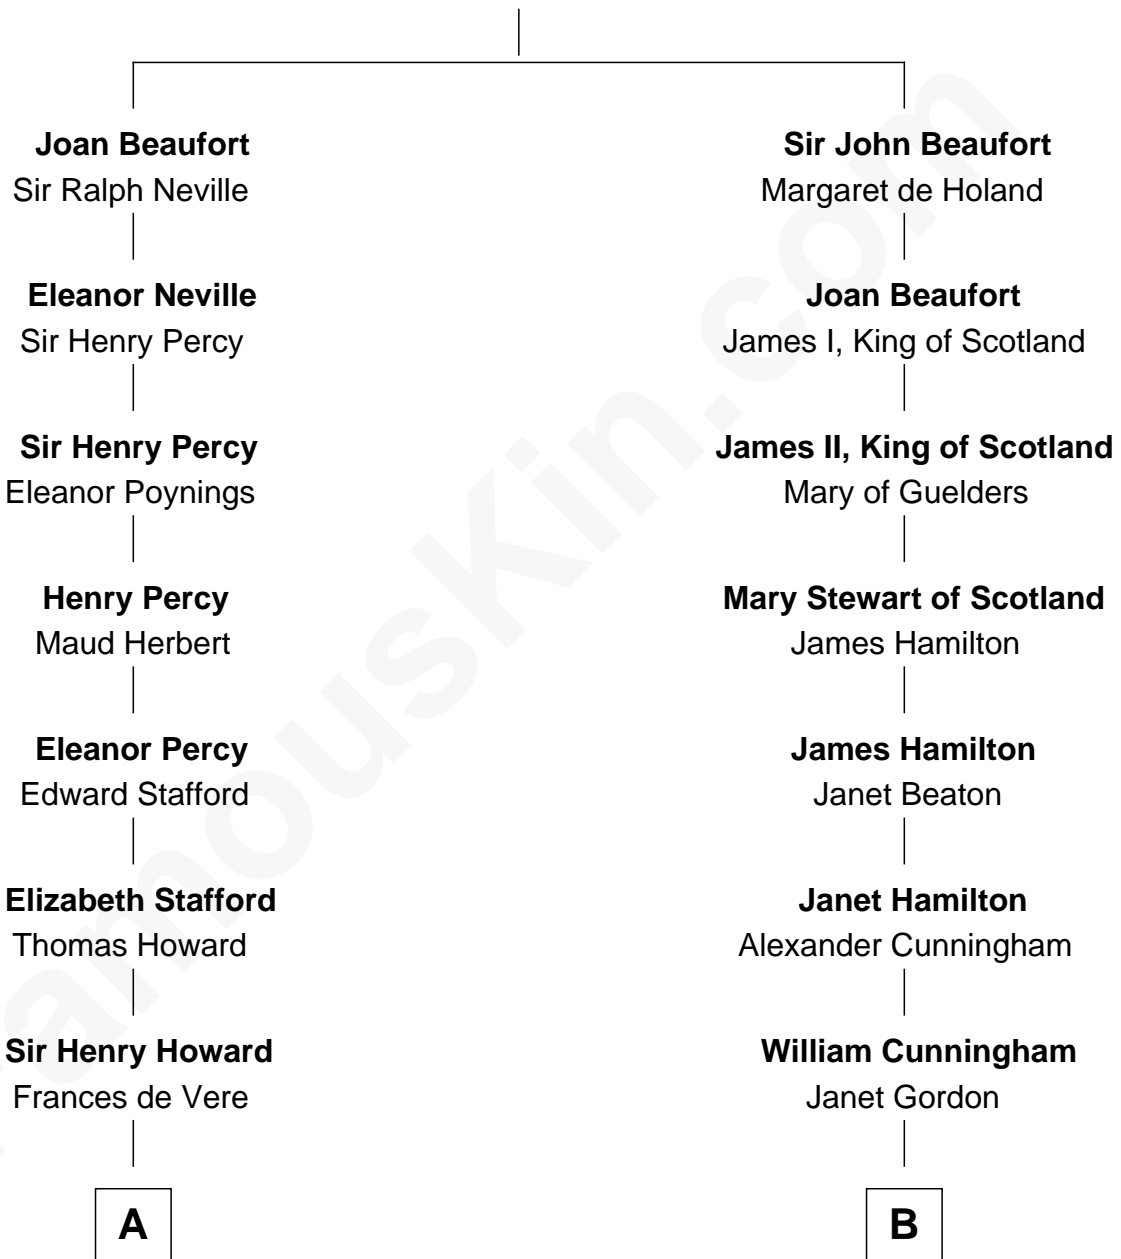 Joan Beaufort
Sir Ralph Neville
Eleanor Neville
Sir Henry Percy
Sir Henry Percy
Eleanor Poynings
Henry Percy
Maud Herbert
Eleanor Percy
Edward Stafford
Elizabeth Stafford
Thomas Howard
Sir Henry Howard
Frances de Vere
A
Sir John Beaufort
Margaret de Holand
Joan Beaufort
James I, King of Scotland
James II, King of Scotland
Mary of Guelders
Mary Stewart of Scotland
James Hamilton
James Hamilton
Janet Beaton
Janet Hamilton
Alexander Cunningham
William Cunningham
Janet Gordon
B
FamousKin.com